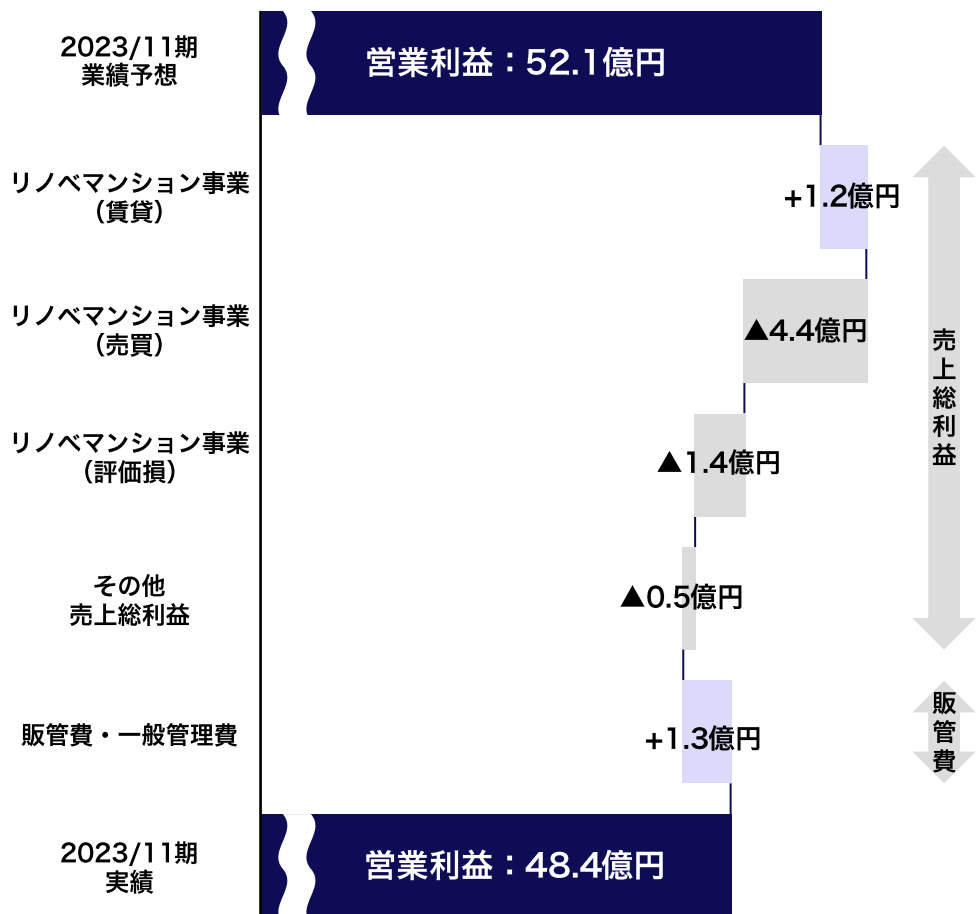 2023/11期
業績予想
営業利益：52.1億円
リノベマンション事業
（賃貸）
+1.2億円
リノベマンション事業
（売買）
▲4.4億円
リノベマンション事業
（評価損）
▲1.4億円
その他
売上総利益
▲0.5億円
売上総利益
販管費・一般管理費
+1.3億円
販管費
2023/11期
実績
営業利益：48.4億円